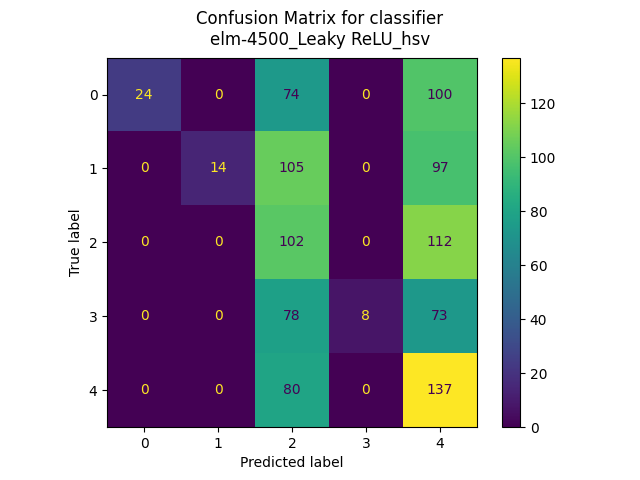 Confusion Matrix for classifier
elm-4500_Leaky ReLU_hsv
True label
0 24 0 74 0 100
1 0 14 105 0 97
2 0 0 102 0 112
3 0 0 78 8 73
4 0 0 80 0 137
0 1 2 3 4
Predicted label
120
100
80
60
40
20
0